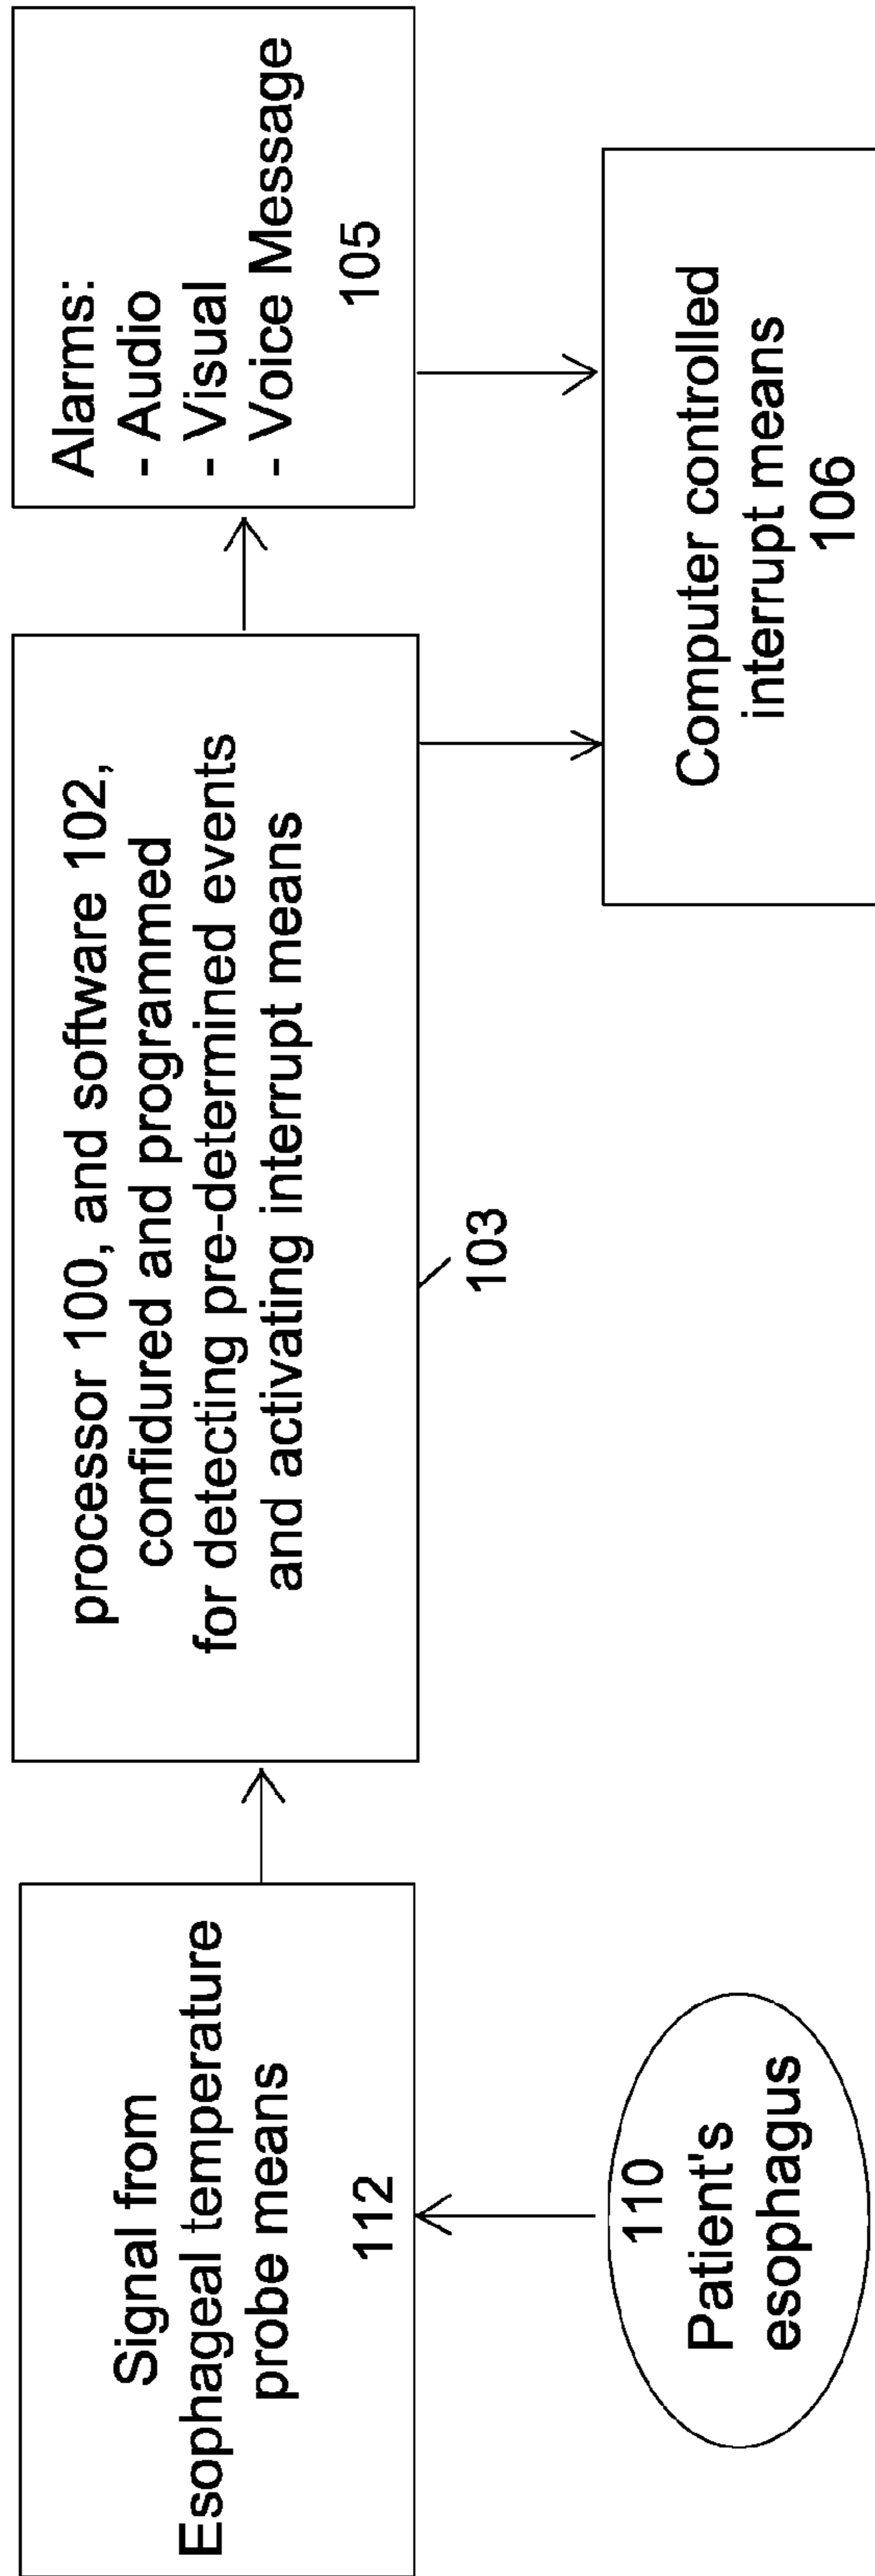 Signal from
Esophageal temperature
probe means
112
110
Patient's
esophagus
processor 100, and software 102,
confidured and programmed
for detecting pre-determined events
and activating interrupt means
103
Alarms:
- Audio
- Visual
- Voice Message
105
Computer controlled
interrupt means
106